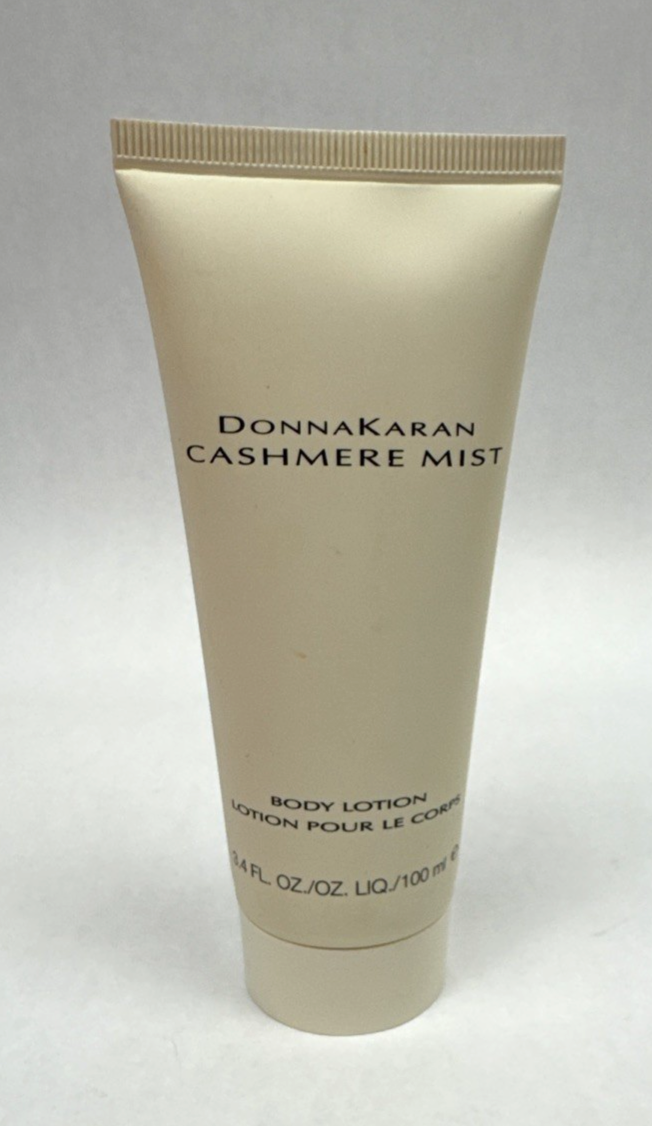 DONNAKARAN
CASHMERE MIST
BODY LOTION
LOTION POUR LE CORPS
3.4 FL. OZ./OZ. LIQ./100 ml ℮